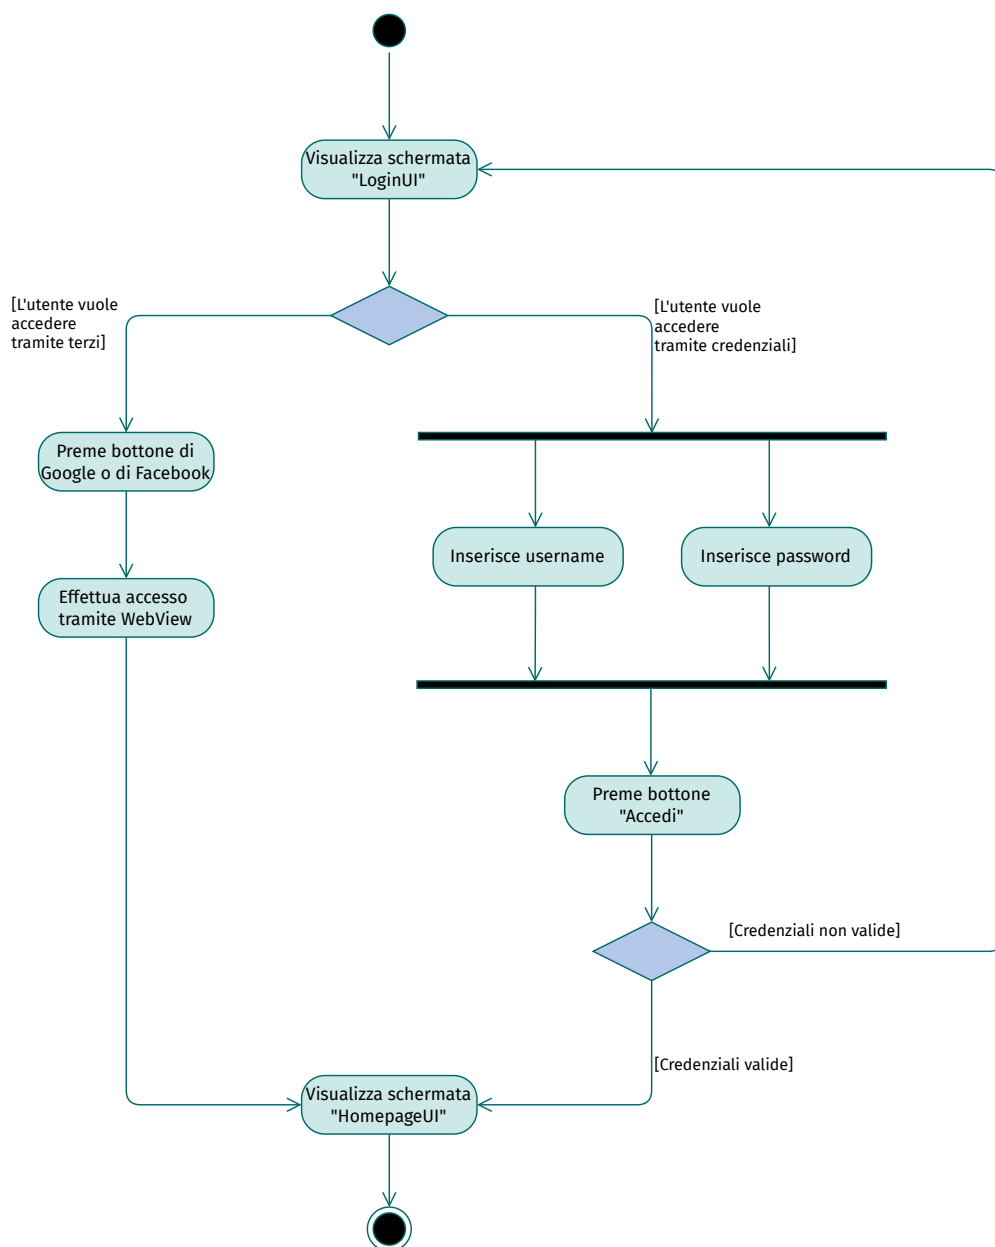 Visualizza schermata
"LoginUI"
[L'utente vuole
accedere
tramite terzi]
[L'utente vuole
accedere
tramite credenziali]
Preme bottone di
Google o di Facebook
Inserisce username
Inserisce password
Effettua accesso
tramite WebView
Preme bottone
"Accedi"
[Credenziali non valide]
[Credenziali valide]
Visualizza schermata
"HomepageUI"